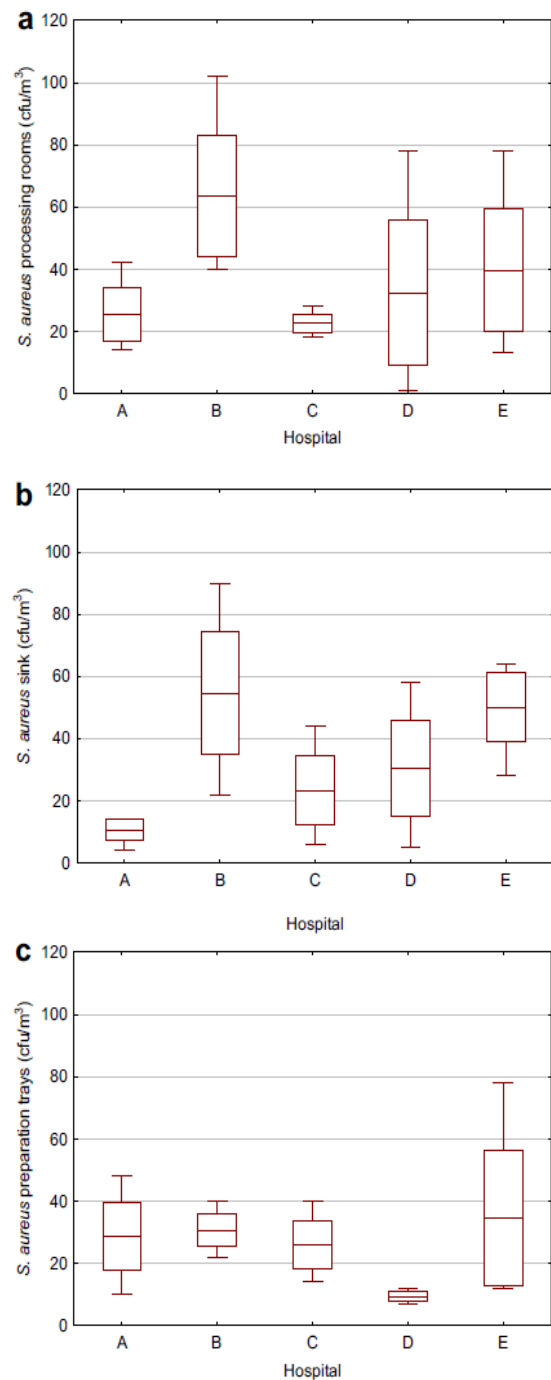 a
S. aureus processing rooms (cfu/m³)
120
100
80
60
40
20
0
A B C D E
Hospital
b
S. aureus sink (cfu/m³)
120
100
80
60
40
20
0
A B C D E
Hospital
c
S. aureus preparation trays (cfu/m³)
120
100
80
60
40
20
0
A B C D E
Hospital